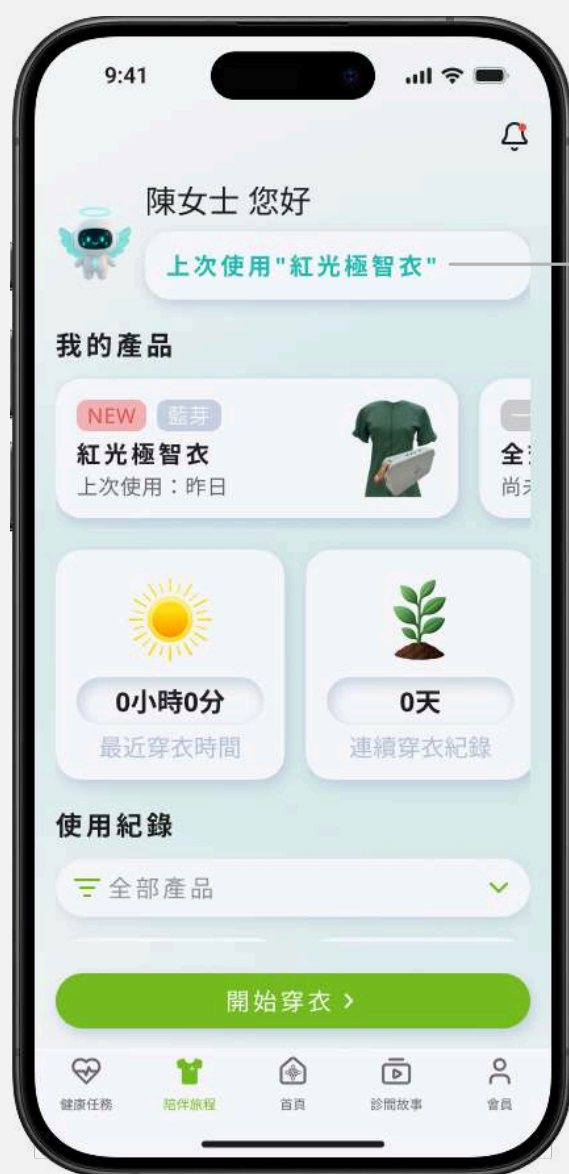 9:41
陳女士 您好
上次使用"紅光極智衣"
我的產品
NEW 藍芽
紅光極智衣
上次使用：昨日
全
尚
0小時0分
最近穿衣時間
0天
連續穿衣紀錄
使用紀錄
全部產品
開始穿衣 >
健康任務 陪伴旅程 首頁 診間故事 會員